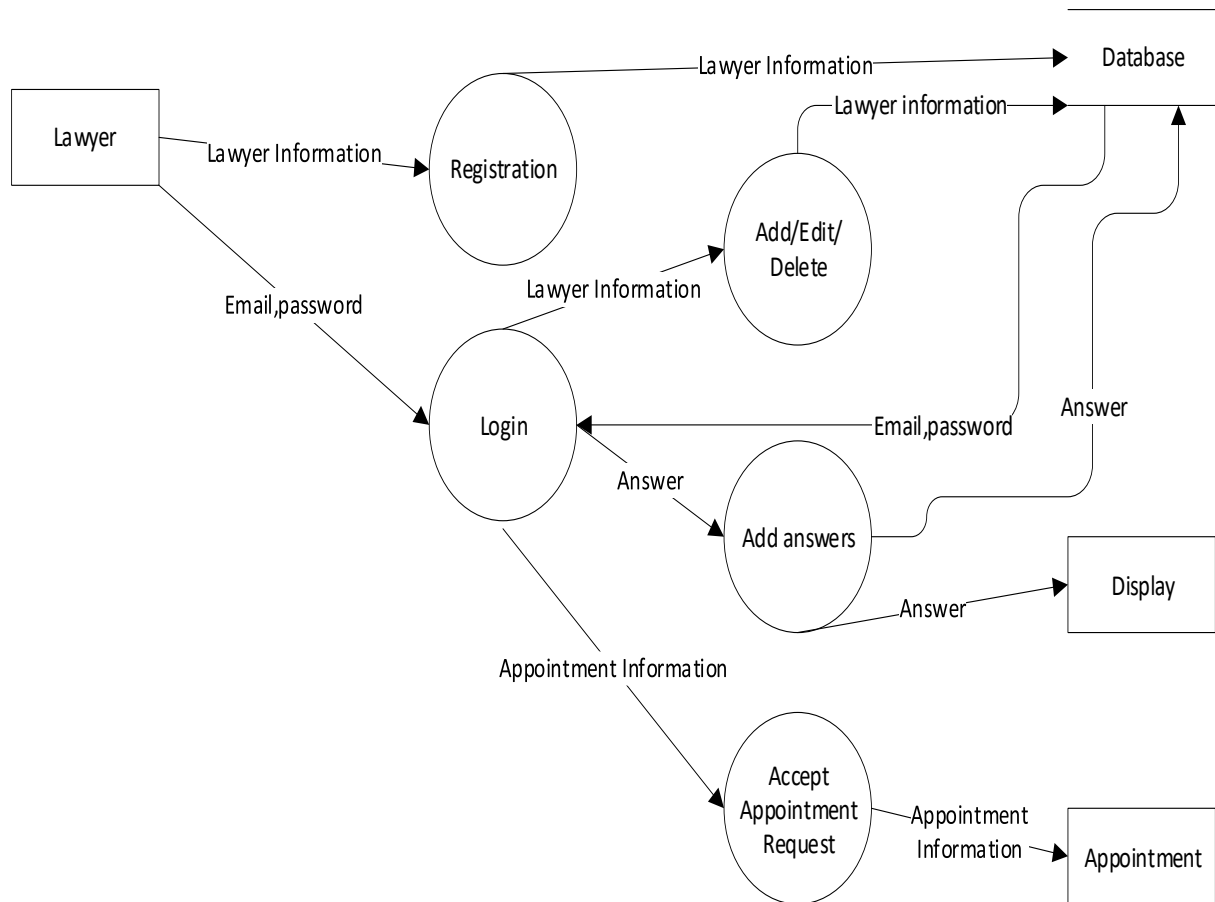 Database
Lawyer Information
Lawyer information
Lawyer
Lawyer Information
Registration
Add/Edit/
Delete
Lawyer Information
Email,password
Answer
Login
Email,password
Answer
Add answers
Display
Answer
Appointment Information
Accept
Appointment
Request
Appointment
Information
Appointment